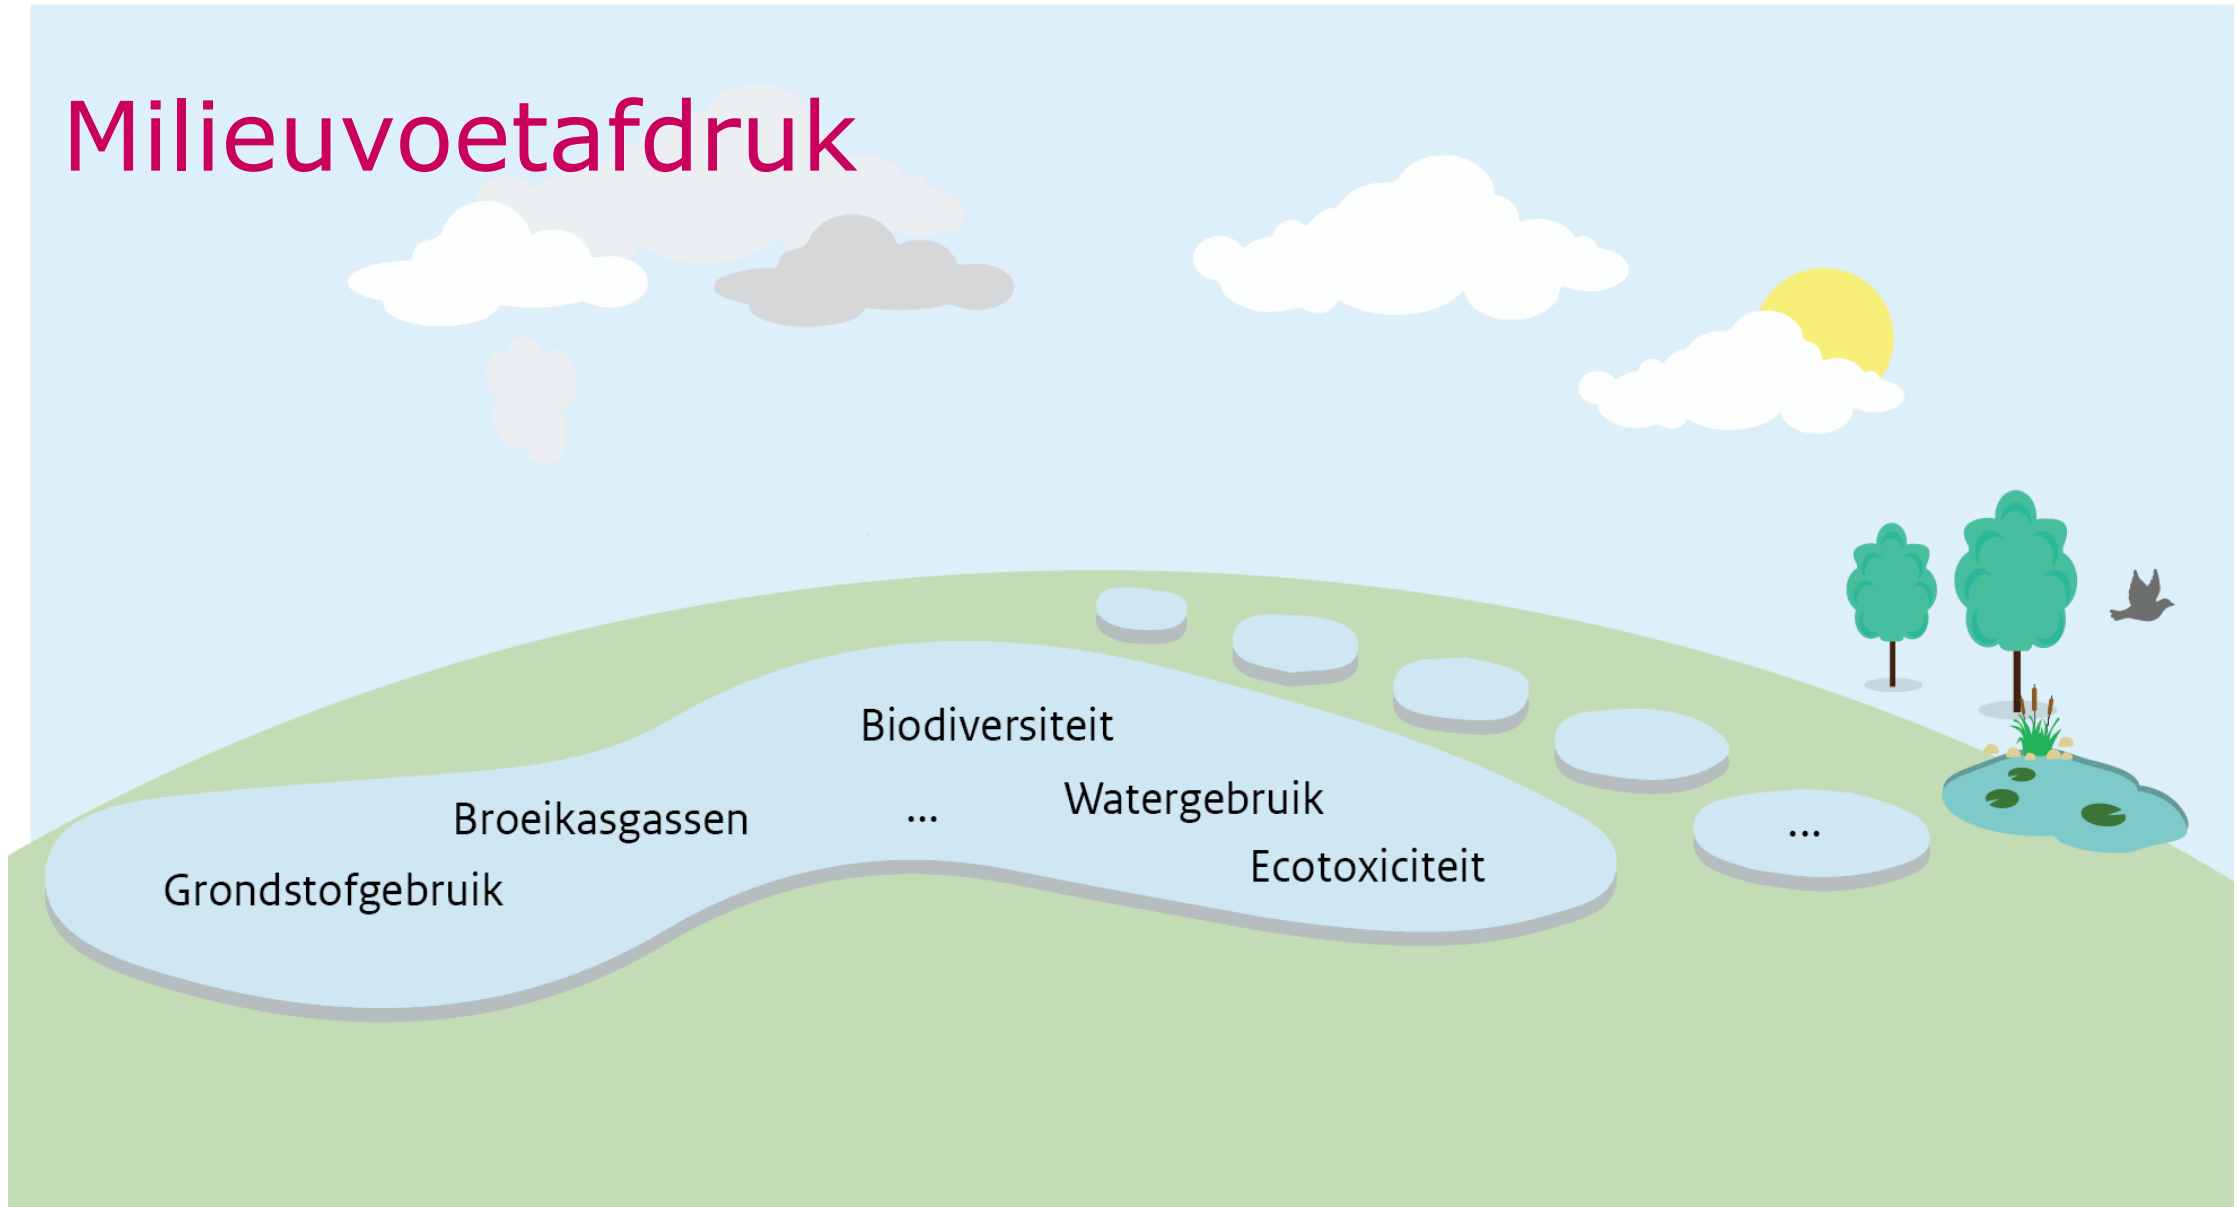 Milieuvoetafdruk
Biodiversiteit
Broeikasgassen
...
Watergebruik
...
Ecotoxiciteit
Grondstofgebruik